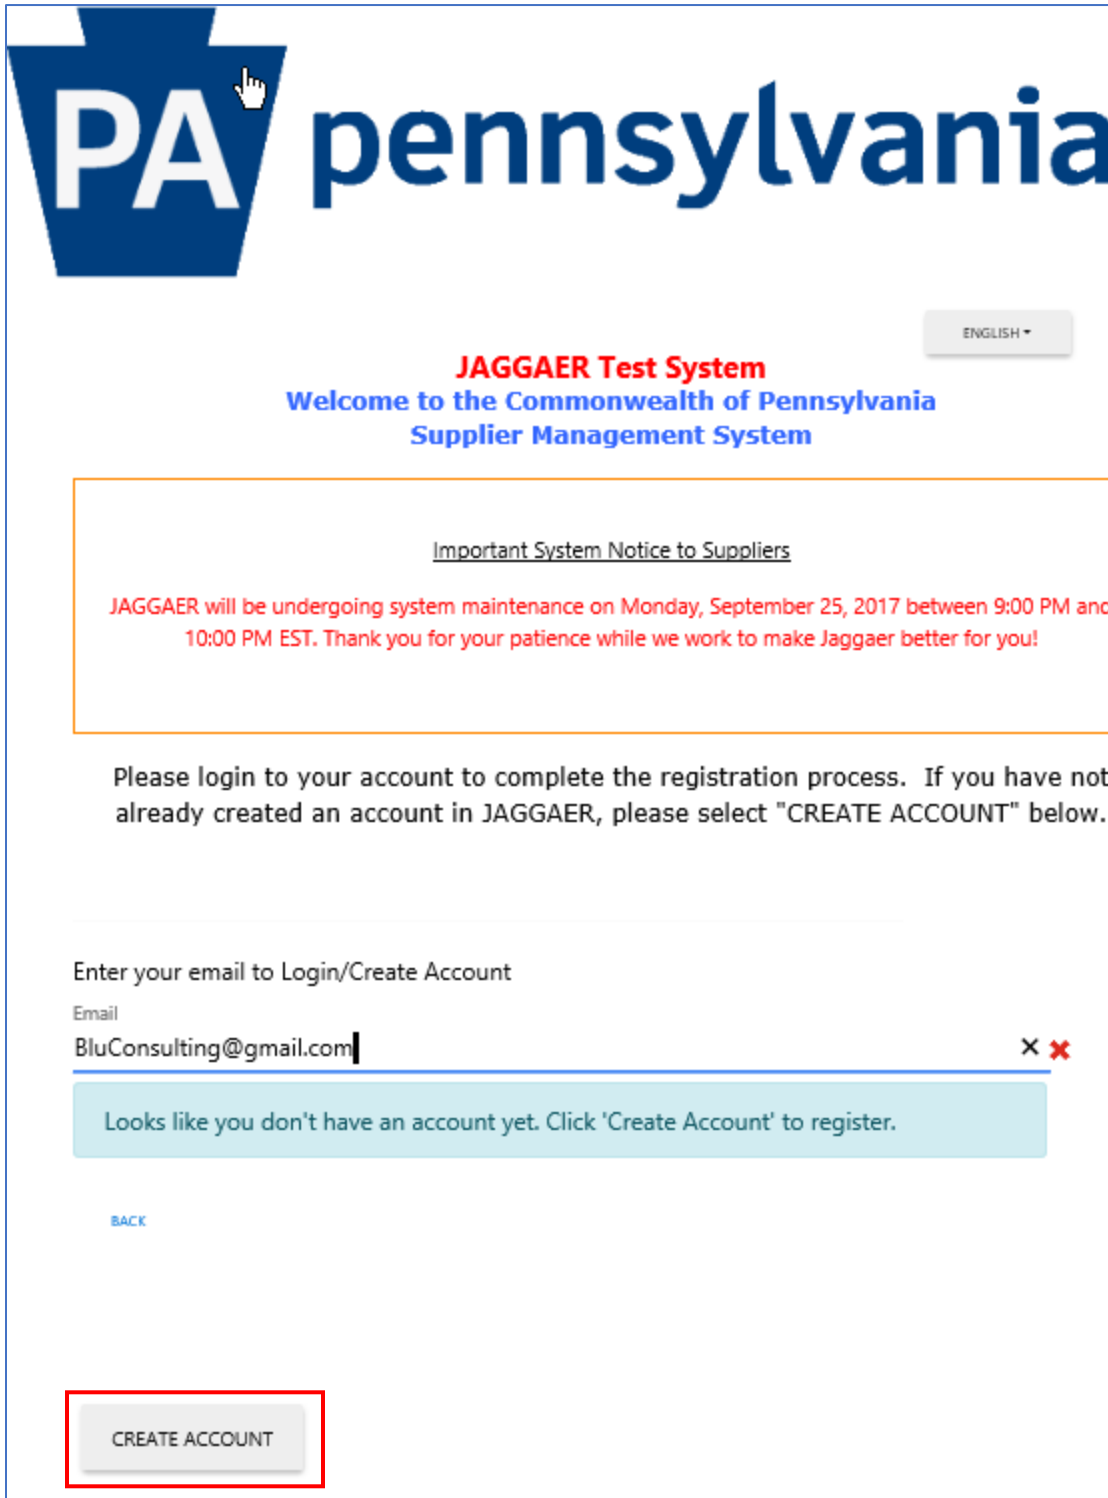 PA pennsylvania
ENGLISH
JAGGAER Test System
Welcome to the Commonwealth of Pennsylvania
Supplier Management System
Important System Notice to Suppliers
JAGGAER will be undergoing system maintenance on Monday, September 25, 2017 between 9:00 PM and
10:00 PM EST. Thank you for your patience while we work to make Jaggaer better for you!
Please login to your account to complete the registration process. If you have not
already created an account in JAGGAER, please select "CREATE ACCOUNT" below.
Enter your email to Login/Create Account
Email
BluConsulting@gmail.com
Looks like you don't have an account yet. Click 'Create Account' to register.
BACK
CREATE ACCOUNT